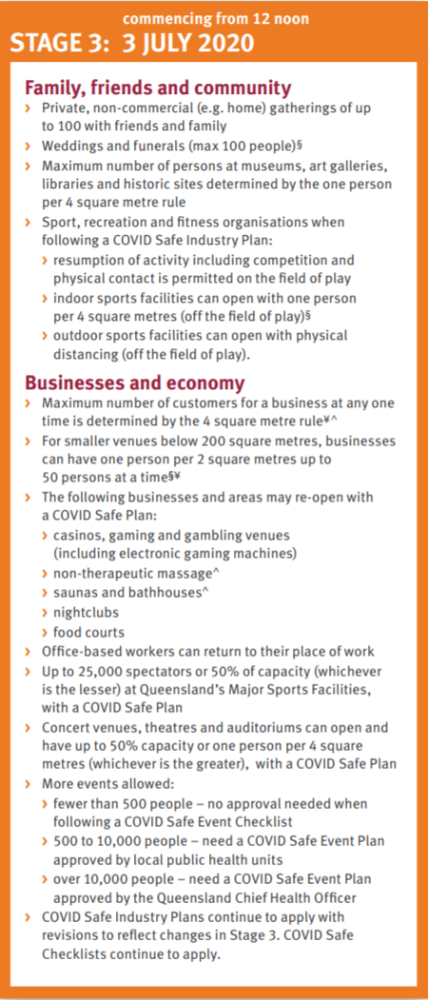 commencing from 12 noon
STAGE 3: 3 JULY 2020
Family, friends and community
› Private, non-commercial (e.g. home) gatherings of up
to 100 with friends and family
› Weddings and funerals (max 100 people)§
› Maximum number of persons at museums, art galleries,
libraries and historic sites determined by the one person
per 4 square metre rule
› Sport, recreation and fitness organisations when
following a COVID Safe Industry Plan:
› resumption of activity including competition and
physical contact is permitted on the field of play
› indoor sports facilities can open with one person
per 4 square metres (off the field of play)§
› outdoor sports facilities can open with physical
distancing (off the field of play).
Businesses and economy
› Maximum number of customers for a business at any one
time is determined by the 4 square metre rule¥^
› For smaller venues below 200 square metres, businesses
can have one person per 2 square metres up to
50 persons at a time§¥
› The following businesses and areas may re-open with
a COVID Safe Plan:
› casinos, gaming and gambling venues
(including electronic gaming machines)
› non-therapeutic massage^
› saunas and bathhouses^
› nightclubs
› food courts
› Office-based workers can return to their place of work
› Up to 25,000 spectators or 50% of capacity (whichever
is the lesser) at Queensland's Major Sports Facilities,
with a COVID Safe Plan
› Concert venues, theatres and auditoriums can open and
have up to 50% capacity or one person per 4 square
metres (whichever is the greater), with a COVID Safe Plan
› More events allowed:
› fewer than 500 people – no approval needed when
following a COVID Safe Event Checklist
› 500 to 10,000 people – need a COVID Safe Event Plan
approved by local public health units
› over 10,000 people – need a COVID Safe Event Plan
approved by the Queensland Chief Health Officer
› COVID Safe Industry Plans continue to apply with
revisions to reflect changes in Stage 3. COVID Safe
Checklists continue to apply.